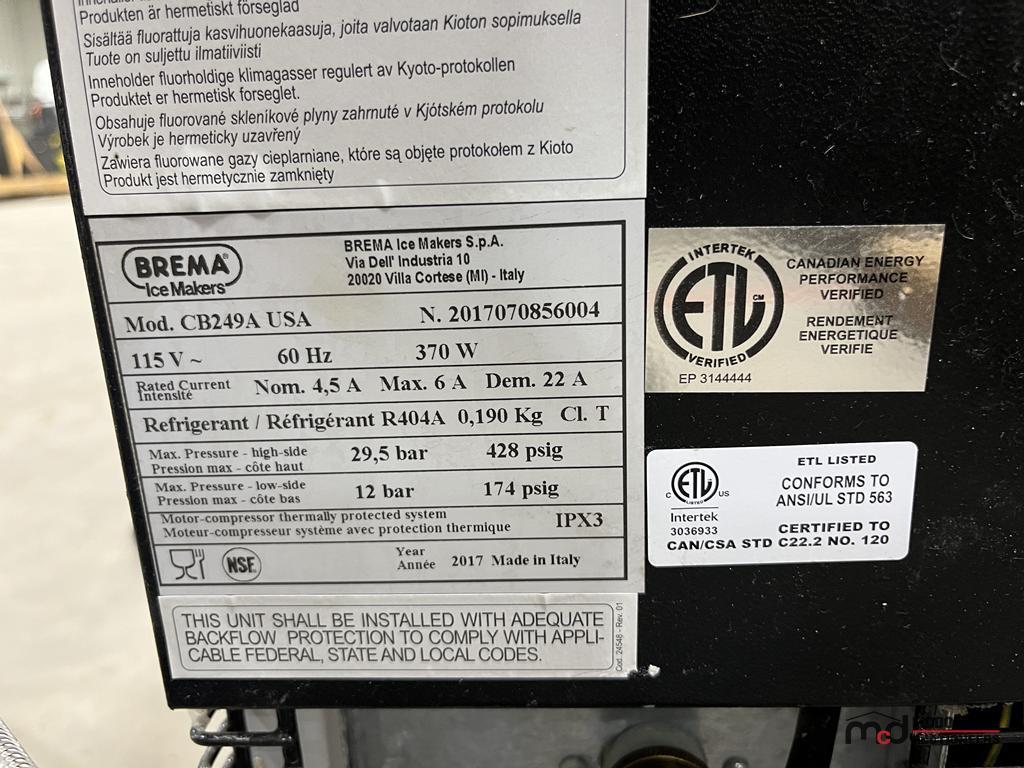 Produkten är hermetiskt förseglad
Sisältää fluorattuja kasvihuonekaasuja, joita valvotaan Kioton sopimuksella
Tuote on suljettu ilmatiiviisti
Inneholder fluorholdige klimagasser regulert av Kyoto-protokollen
Produktet er hermetisk forseglet.
Obsahuje fluorované skleníkové plyny zahrnuté v Kjótském protokolu
Výrobek je hermeticky uzavřený
Zawiera fluorowane gazy cieplarniane, które są objęte protokołem z Kioto
Produkt jest hermetycznie zamknięty
BREMA
Ice Makers
BREMA Ice Makers S.p.A.
Via Dell' Industria 10
20020 Villa Cortese (MI) - Italy
Mod. CB249A USA N. 2017070856004
115 V ~ 60 Hz 370 W
Rated Current
Intensité
Nom. 4,5 A Max. 6 A Dem. 22 A
Refrigerant / Réfrigérant R404A 0,190 Kg Cl. T
Max. Pressure - high-side
Pression max - côte haut
29,5 bar 428 psig
Max. Pressure - low-side
Pression max - côte bas
12 bar 174 psig
Motor-compressor thermally protected system
Moteur-compresseur système avec protection thermique
IPX3
NSF
Year
Année
2017 Made in Italy
THIS UNIT SHALL BE INSTALLED WITH ADEQUATE
BACKFLOW PROTECTION TO COMPLY WITH APPLI-
CABLE FEDERAL, STATE AND LOCAL CODES.
Cod. 24548 - Rev. 01
INTERTEK
ETL
CM
VERIFIED
EP 3144444
CANADIAN ENERGY
PERFORMANCE
VERIFIED
RENDEMENT
ENERGETIQUE
VERIFIE
C ETL US
LISTED
Intertek
3036933
ETL LISTED
CONFORMS TO
ANSI/UL STD 563
CERTIFIED TO
CAN/CSA STD C22.2 NO. 120
mcd